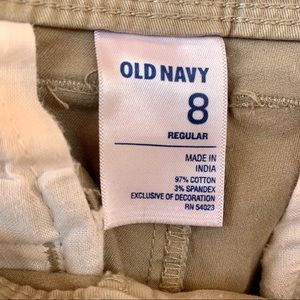 OLD NAVY
8
REGULAR
MADE IN
INDIA
97% COTTON
3% SPANDEX
EXCLUSIVE OF DECORATION
RN 54023